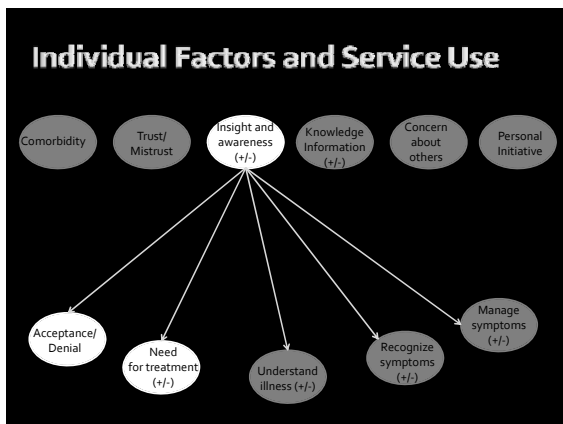 Individual Factors and Service Use
Comorbidity
Trust/
Mistrust
Insight and
awareness
(+/-)
Knowledge
Information
(+/-)
Concern
about
others
Personal
Initiative
Acceptance/
Denial
Need
for treatment
(+/-)
Understand
illness (+/-)
Recognize
symptoms
(+/-)
Manage
symptoms
(+/-)